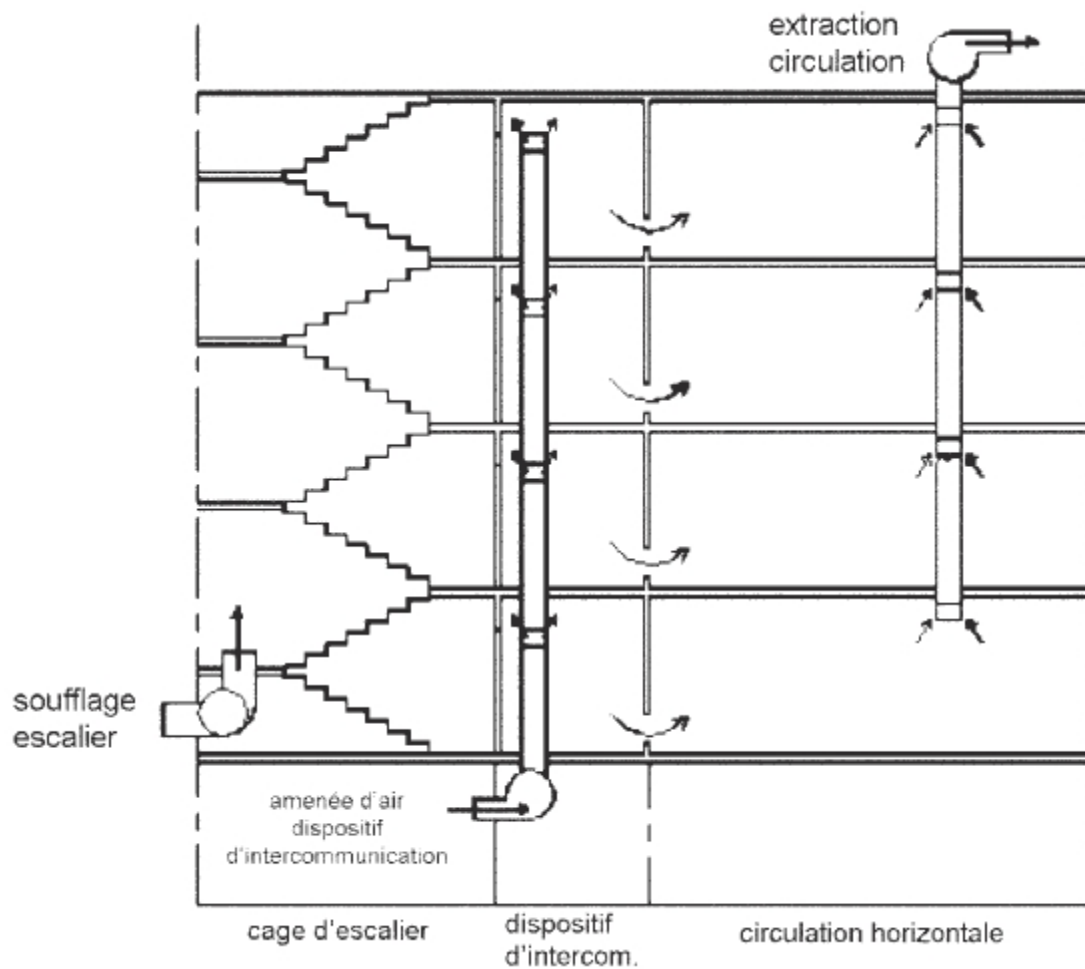 extraction
circulation
soufflage
escalier
amenée d'air
dispositif
d'intercommunication
cage d'escalier
dispositif
d'intercom.
circulation horizontale